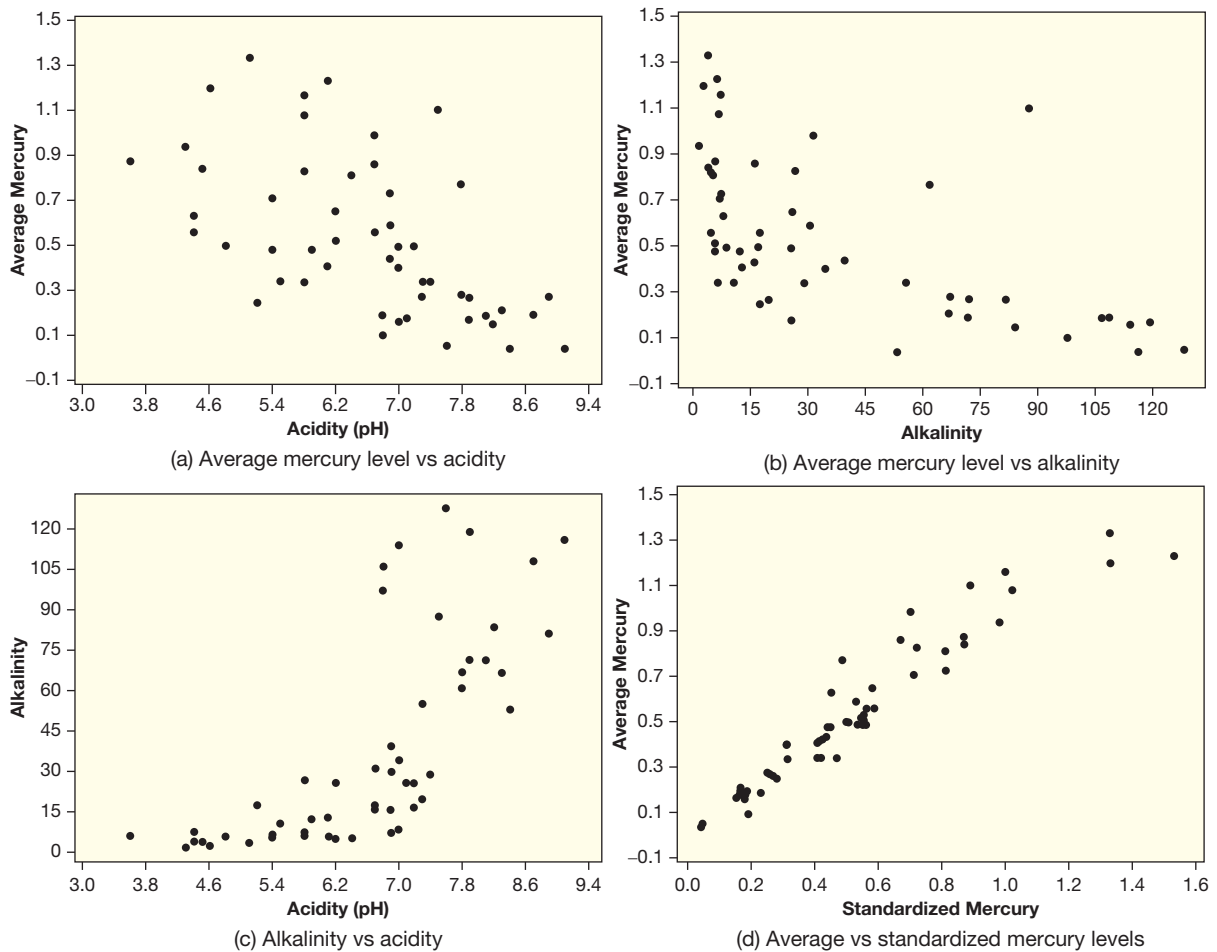 1.5
1.3
1.1
0.9
0.7
0.5
0.3
0.1
−0.1
Average Mercury
3.0 3.8 4.6 5.4 6.2 7.0 7.8 8.6 9.4
Acidity (pH)
(a) Average mercury level vs acidity
1.5
1.3
1.1
0.9
0.7
0.5
0.3
0.1
−0.1
Average Mercury
0 15 30 45 60 75 90 105 120
Alkalinity
(b) Average mercury level vs alkalinity
120
105
90
75
60
45
30
15
0
Alkalinity
3.0 3.8 4.6 5.4 6.2 7.0 7.8 8.6 9.4
Acidity (pH)
(c) Alkalinity vs acidity
1.5
1.3
1.1
0.9
0.7
0.5
0.3
0.1
−0.1
Average Mercury
0.0 0.2 0.4 0.6 0.8 1.0 1.2 1.4 1.6
Standardized Mercury
(d) Average vs standardized mercury levels